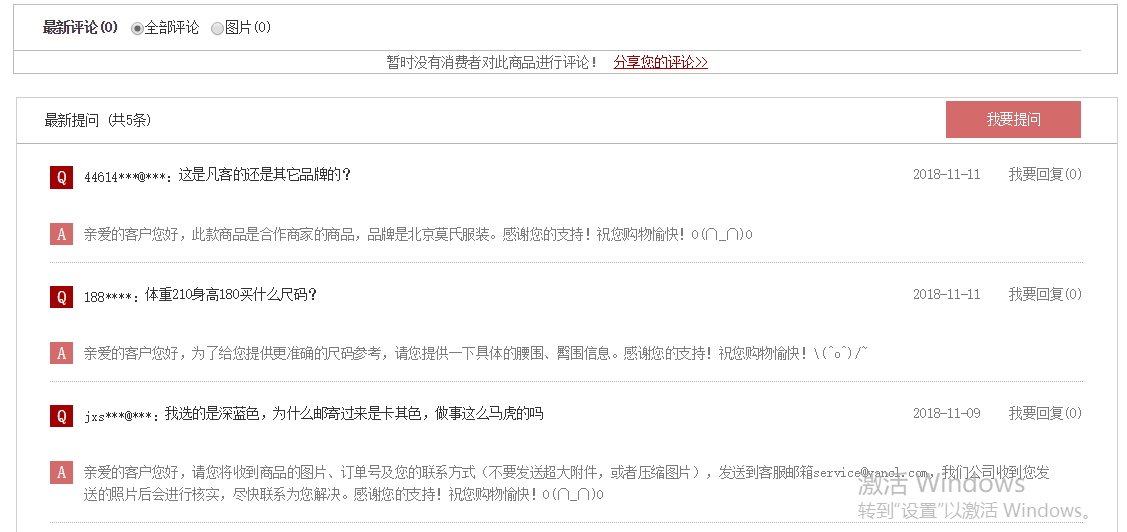 最新评论(0) 全部评论 图片(0)
暂时没有消费者对此商品进行评论！ 分享您的评论>>
最新提问 (共5条) 我要提问
Q 44614***@***: 这是凡客的还是其它品牌的？ 2018-11-11 我要回复(0)
A 亲爱的客户您好，此款商品是合作商家的商品，品牌是北京莫氏服装。感谢您的支持！祝您购物愉快！O(∩_∩)O
Q 188****: 体重210身高180买什么尺码？ 2018-11-11 我要回复(0)
A 亲爱的客户您好，为了给您提供更准确的尺码参考，请您提供一下具体的腰围、臀围信息。感谢您的支持！祝您购物愉快！\(^o^)/~
Q jxs***@***: 我选的是深蓝色，为什么邮寄过来是卡其色，做事这么马虎的吗 2018-11-09 我要回复(0)
A 亲爱的客户您好，请您将收到商品的图片、订单号及您的联系方式（不要发送超大附件，或者压缩图片），发送到客服邮箱service@vancl.com，我们公司收到您发
送的照片后会进行核实，尽快联系为您解决。感谢您的支持！祝您购物愉快！O(∩_∩)O
激活 Windows
转到“设置”以激活 Windows。